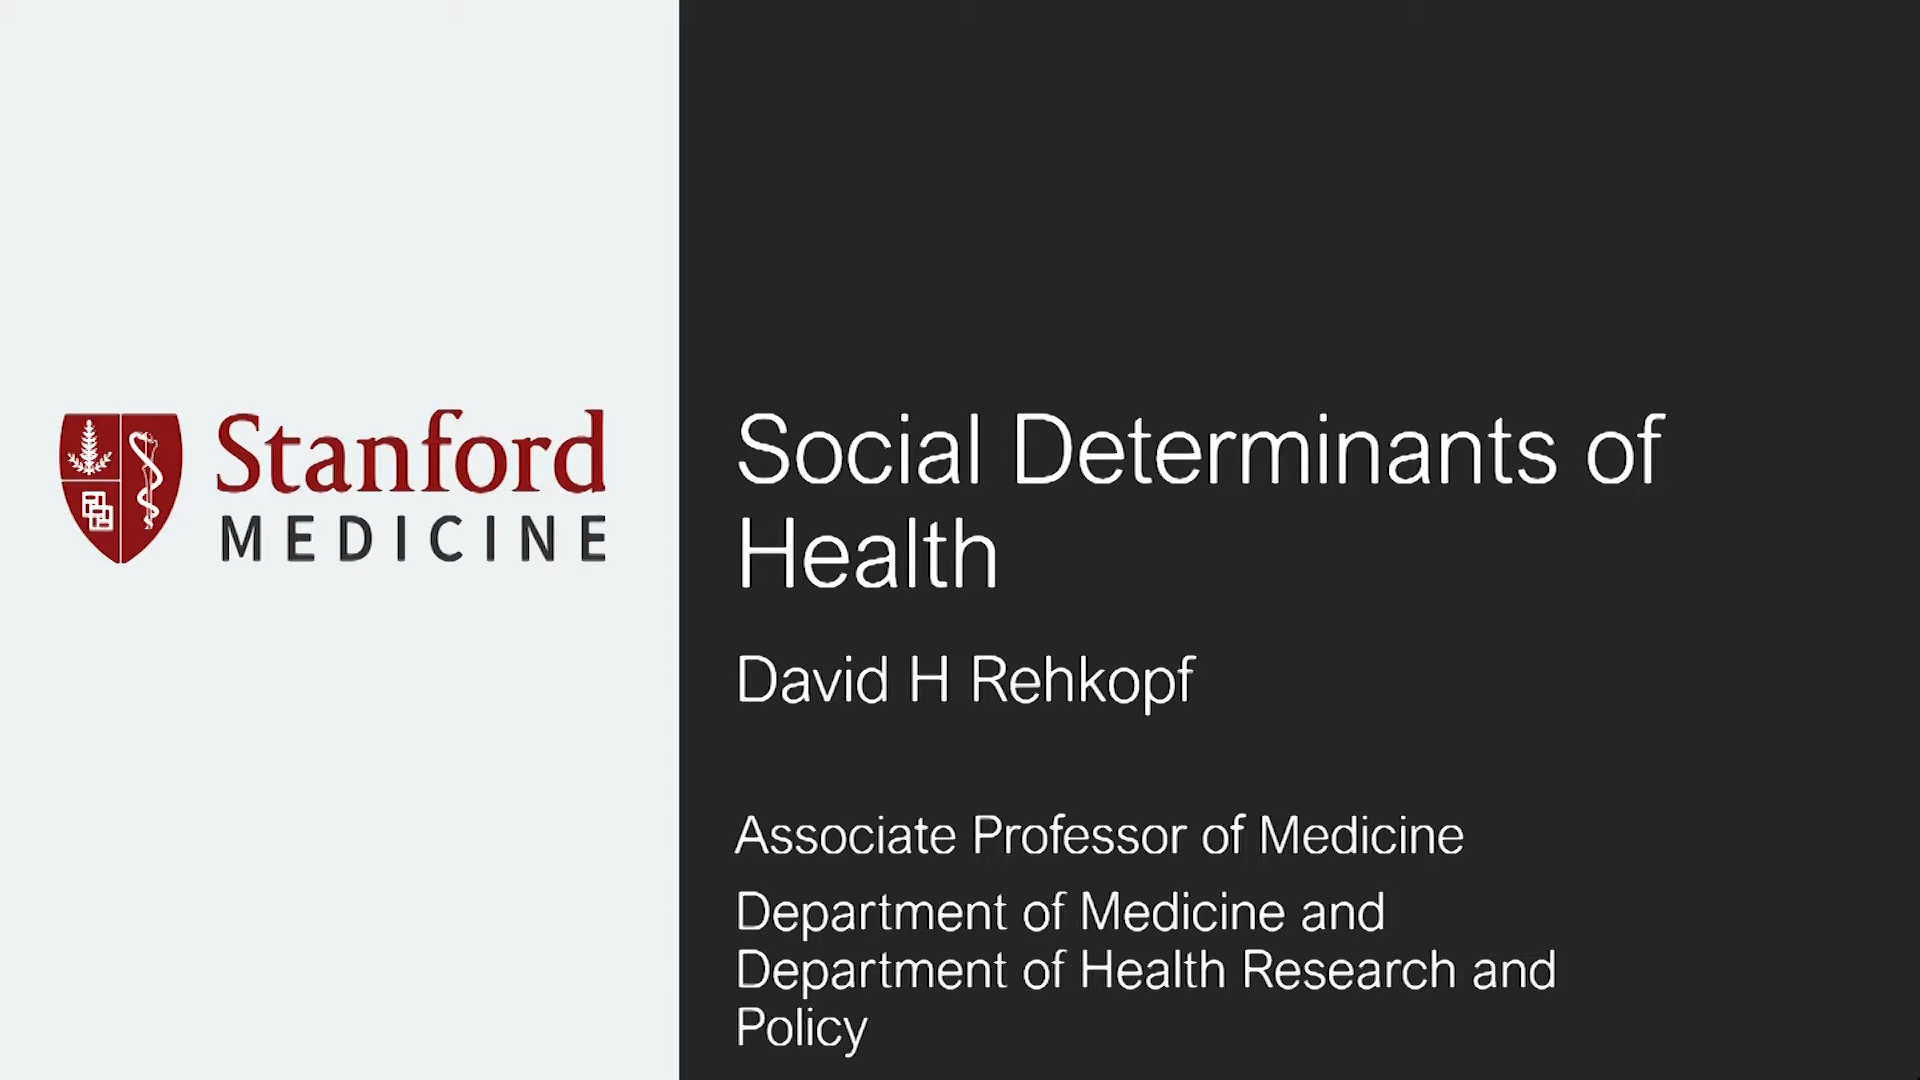 Stanford
MEDICINE
Social Determinants of
Health
David H Rehkopf
Associate Professor of Medicine
Department of Medicine and
Department of Health Research and
Policy